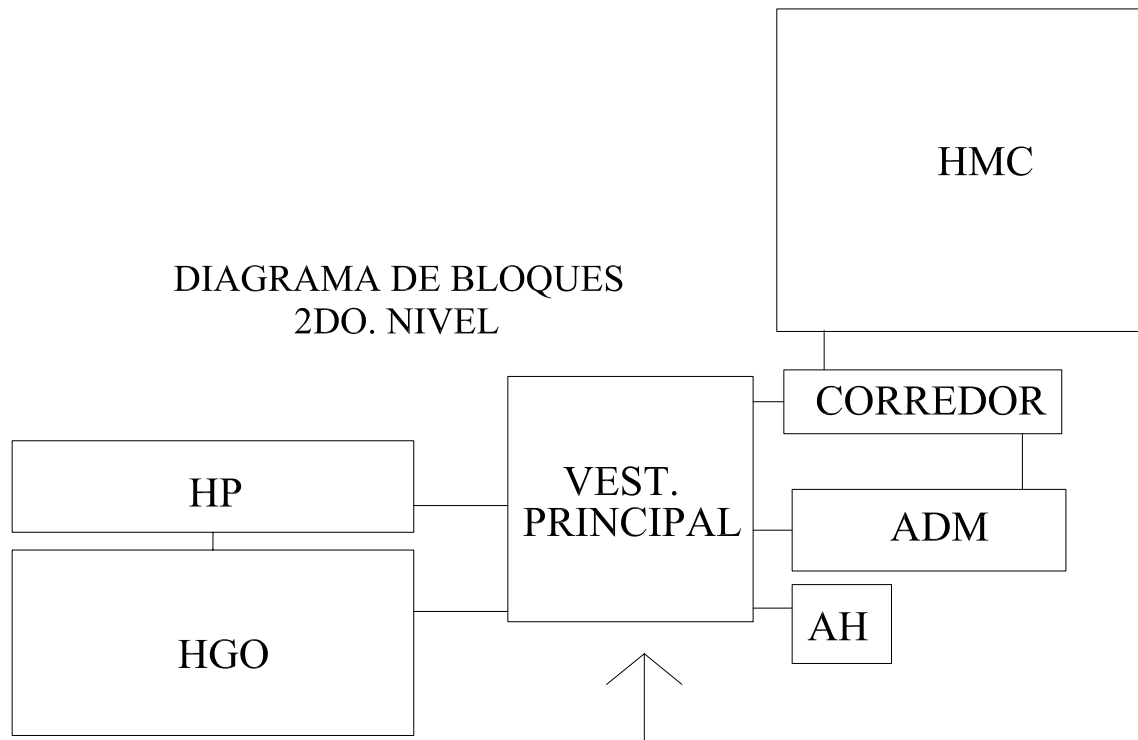 HMC
DIAGRAMA DE BLOQUES
2DO. NIVEL
CORREDOR
VEST.
PRINCIPAL
HP
ADM
AH
HGO